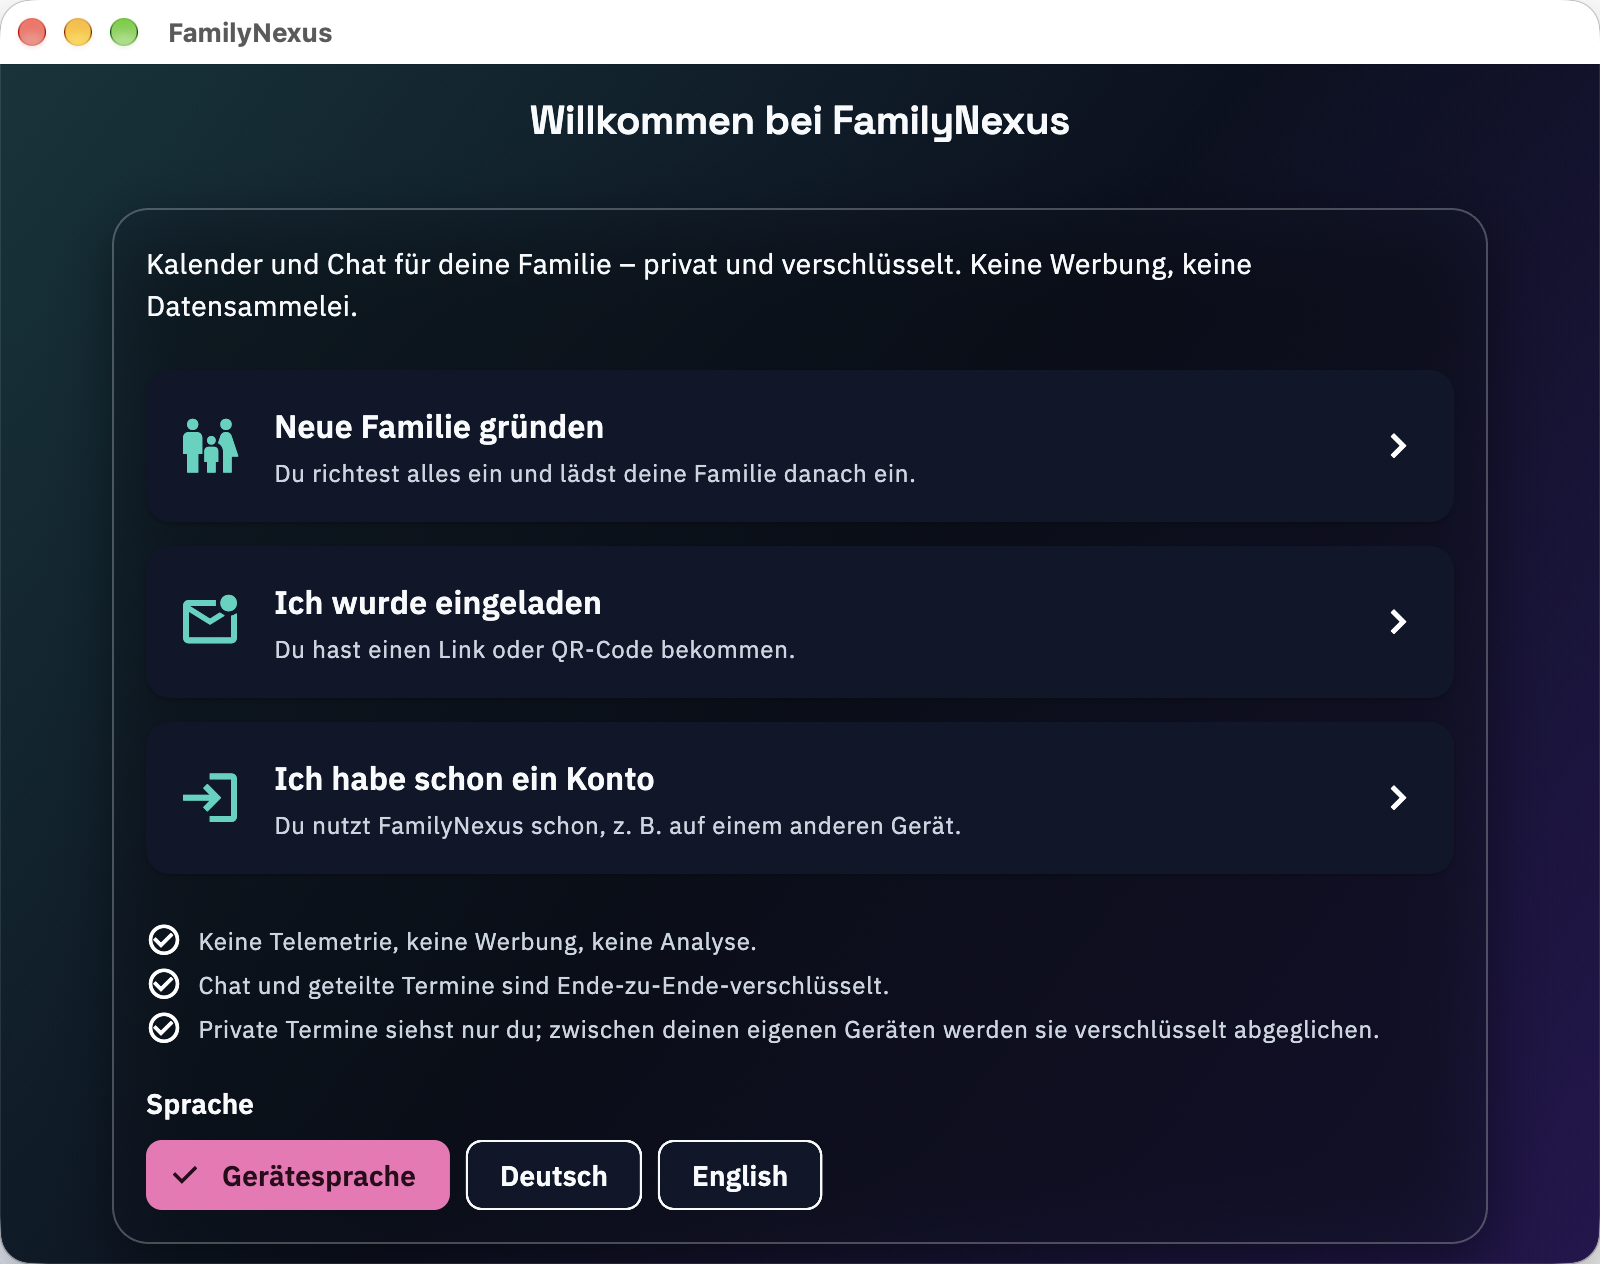 FamilyNexus
Willkommen bei FamilyNexus
Kalender und Chat für deine Familie – privat und verschlüsselt. Keine Werbung, keine
Datensammelei.
Neue Familie gründen
Du richtest alles ein und lädst deine Familie danach ein.
Ich wurde eingeladen
Du hast einen Link oder QR-Code bekommen.
Ich habe schon ein Konto
Du nutzt FamilyNexus schon, z. B. auf einem anderen Gerät.
Keine Telemetrie, keine Werbung, keine Analyse.
Chat und geteilte Termine sind Ende-zu-Ende-verschlüsselt.
Private Termine siehst nur du; zwischen deinen eigenen Geräten werden sie verschlüsselt abgeglichen.
Sprache
Gerätesprache Deutsch English